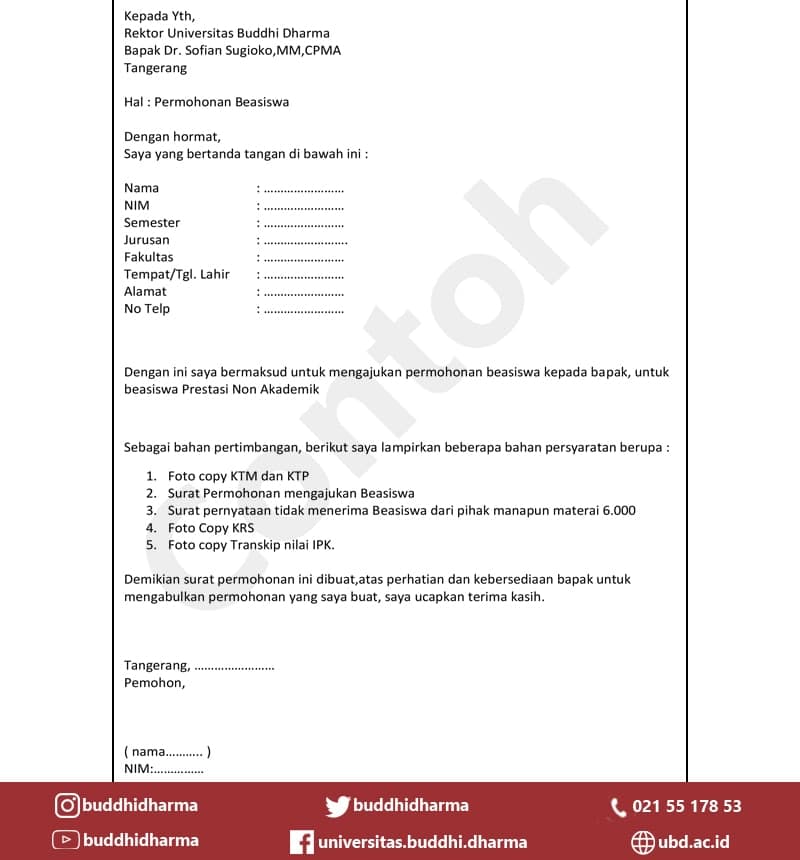 Kepada Yth,
Rektor Universitas Buddhi Dharma
Bapak Dr. Sofian Sugioko,MM,CPMA
Tangerang
Hal : Permohonan Beasiswa
Dengan hormat,
Saya yang bertanda tangan di bawah ini :
Nama : ........................
NIM : ........................
Semester : ........................
Jurusan : .........................
Fakultas : ........................
Tempat/Tgl. Lahir : ........................
Alamat : ........................
No Telp : ........................
Dengan ini saya bermaksud untuk mengajukan permohonan beasiswa kepada bapak, untuk
beasiswa Prestasi Non Akademik
Sebagai bahan pertimbangan, berikut saya lampirkan beberapa bahan persyaratan berupa :
1. Foto copy KTM dan KTP
2. Surat Permohonan mengajukan Beasiswa
3. Surat pernyataan tidak menerima Beasiswa dari pihak manapun materai 6.000
4. Foto Copy KRS
5. Foto copy Transkip nilai IPK.
Demikian surat permohonan ini dibuat,atas perhatian dan kebersediaan bapak untuk
mengabulkan permohonan yang saya buat, saya ucapkan terima kasih.
Tangerang, ........................
Pemohon,
( nama........... )
NIM:...............
Contoh
buddhidharma
buddhidharma
021 55 178 53
buddhidharma
universitas.buddhi.dharma
ubd.ac.id